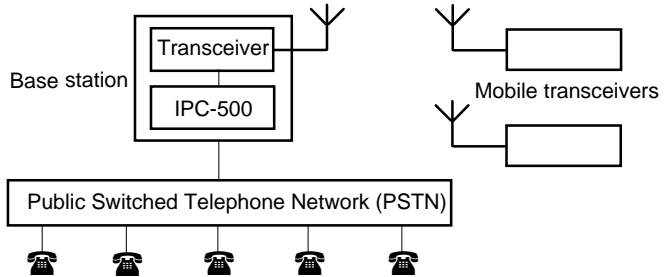 Transceiver
Base station
IPC-500
Mobile transceivers
Public Switched Telephone Network (PSTN)